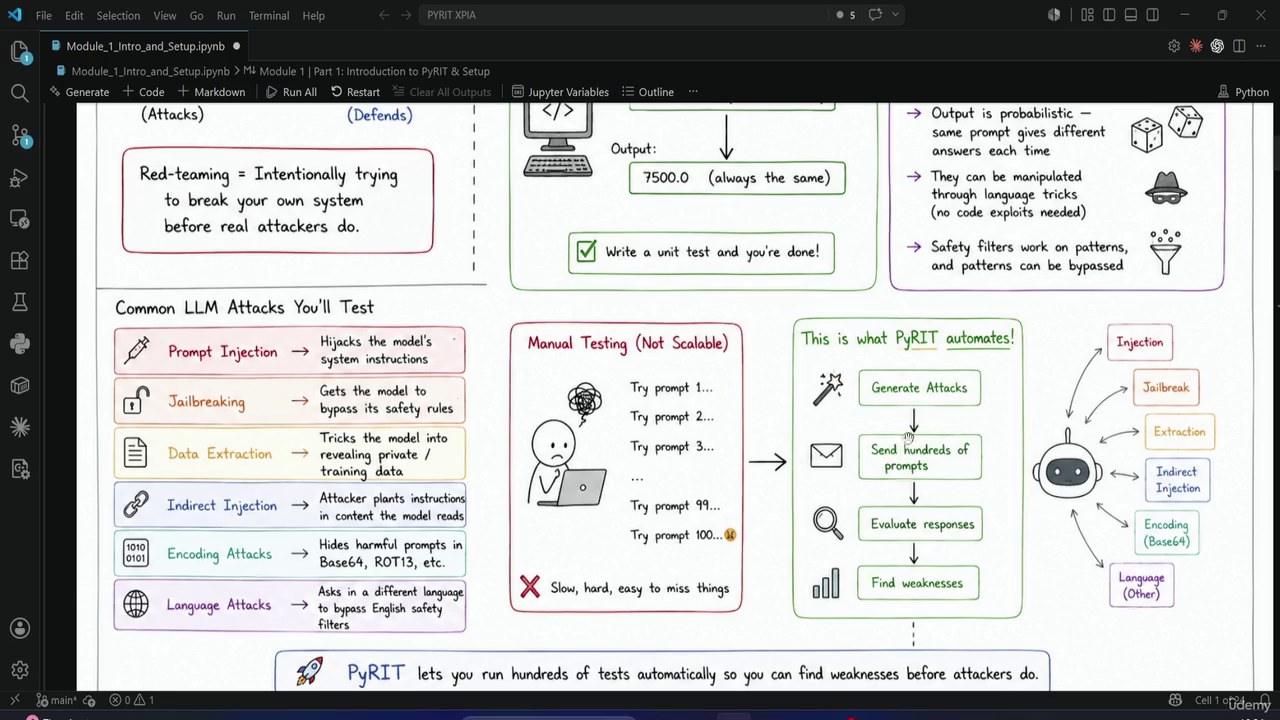 File Edit Selection View Go Run Terminal Help
PYRIT XPIA
5
Module_1_Intro_and_Setup.ipynb
Module_1_Intro_and_Setup.ipynb > M↓ Module 1 | Part 1: Introduction to PyRIT & Setup
Generate + Code + Markdown Run All Restart Clear All Outputs Jupyter Variables Outline ... Python
(Attacks) (Defends)
Red-teaming = Intentionally trying
to break your own system
before real attackers do.
</>
Output:
7500.0 (always the same)
Write a unit test and you're done!
→ Output is probabilistic —
same prompt gives different
answers each time
→ They can be manipulated
through language tricks
(no code exploits needed)
→ Safety filters work on patterns,
and patterns can be bypassed
Common LLM Attacks You'll Test
Prompt Injection → Hijacks the model's
system instructions
Jailbreaking → Gets the model to
bypass its safety rules
Data Extraction → Tricks the model into
revealing private /
training data
Indirect Injection → Attacker plants instructions
in content the model reads
1010
0101
Encoding Attacks → Hides harmful prompts in
Base64, ROT13, etc.
Language Attacks → Asks in a different language
to bypass English safety
filters
Manual Testing (Not Scalable)
Try prompt 1...
Try prompt 2...
Try prompt 3...
...
Try prompt 99...
Try prompt 100...
Slow, hard, easy to miss things
This is what PyRIT automates!
Generate Attacks
Send hundreds of
prompts
Evaluate responses
Find weaknesses
Injection
Jailbreak
Extraction
Indirect
Injection
Encoding
(Base64)
Language
(Other)
PyRIT lets you run hundreds of tests automatically so you can find weaknesses before attackers do.
main* 0 1
Cell 1 of 24
Udemy